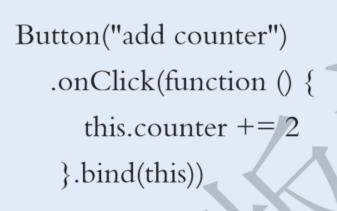 Button("add counter")
.onClick(function () {
this.counter += 2
}.bind(this))